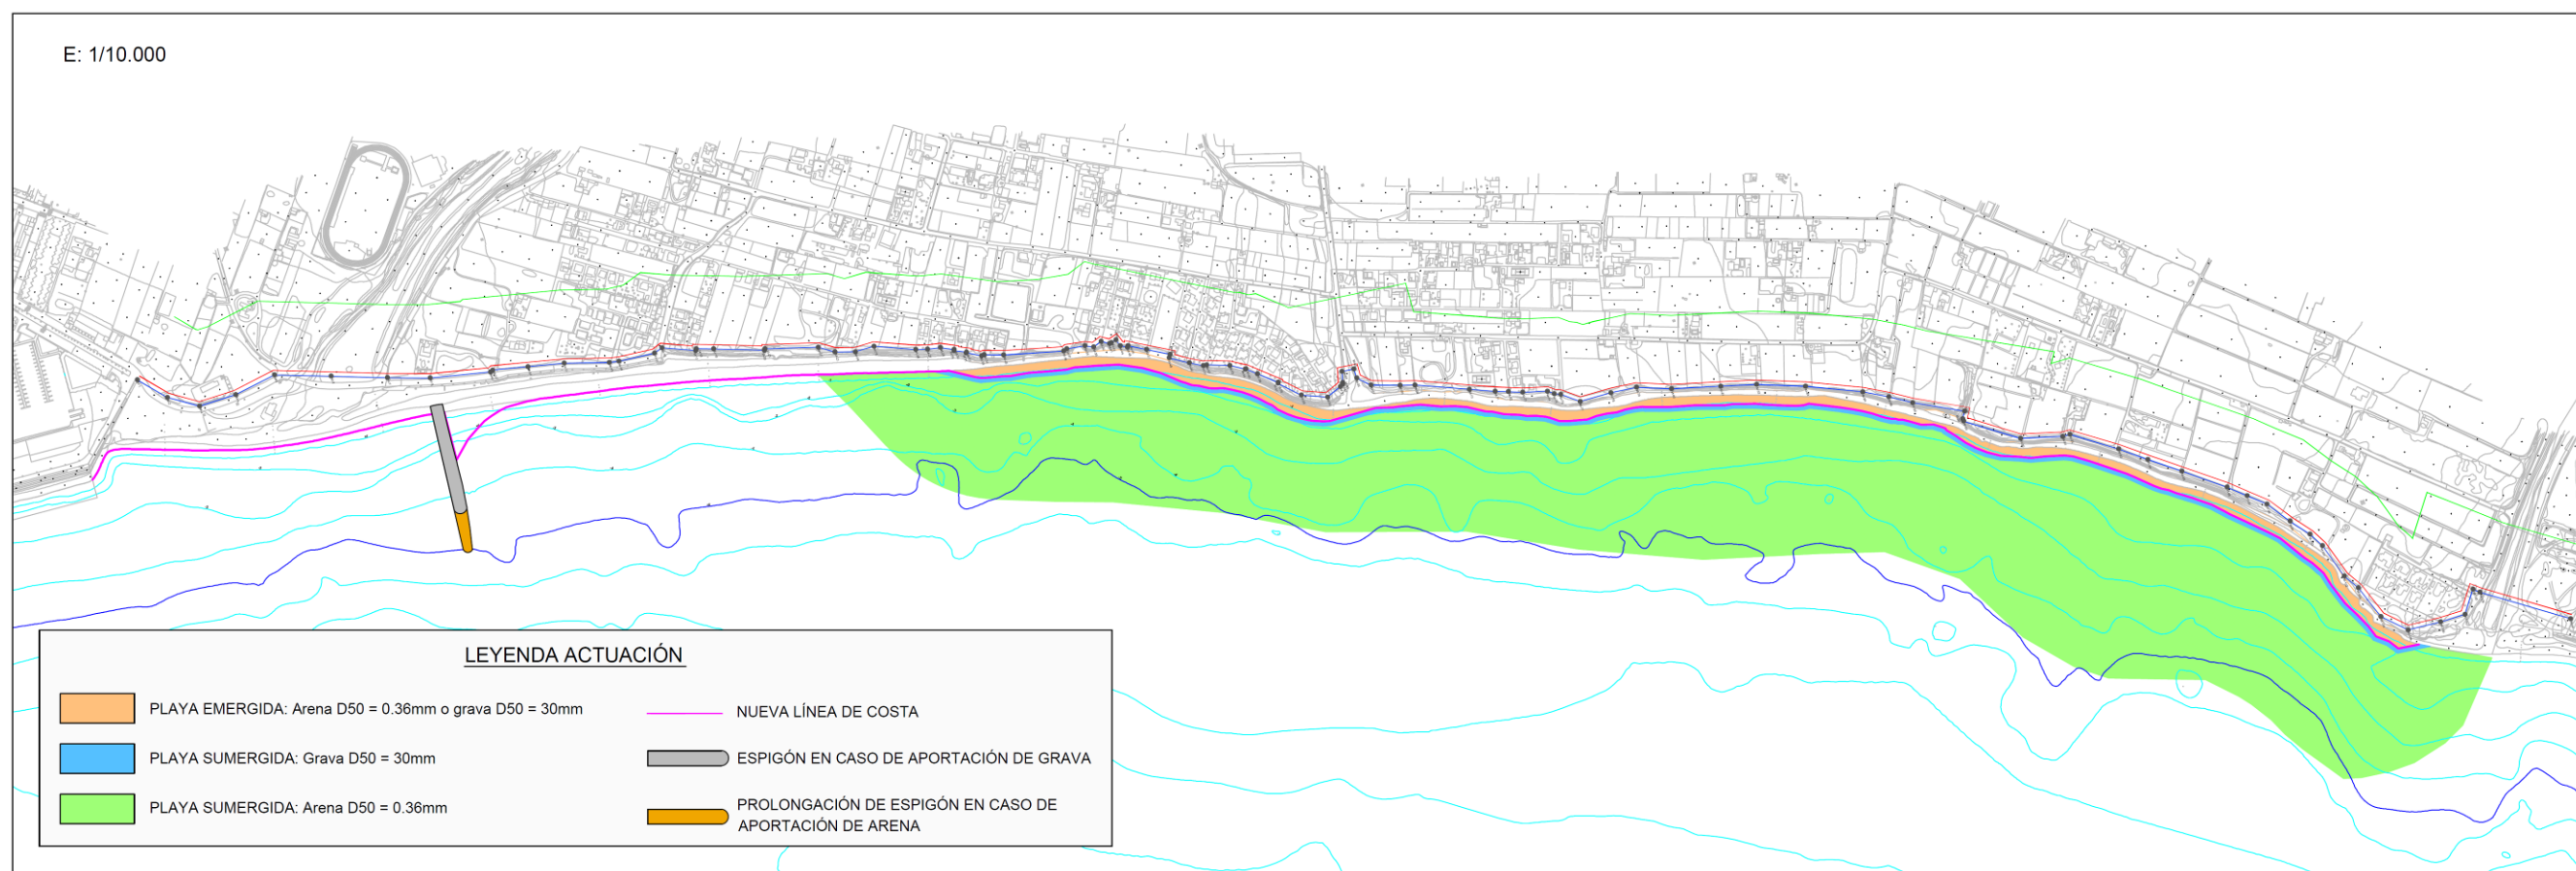 E: 1/10.000
LEYENDA ACTUACIÓN
PLAYA EMERGIDA: Arena D50 = 0.36mm o grava D50 = 30mm
PLAYA SUMERGIDA: Grava D50 = 30mm
PLAYA SUMERGIDA: Arena D50 = 0.36mm
NUEVA LÍNEA DE COSTA
ESPIGÓN EN CASO DE APORTACIÓN DE GRAVA
PROLONGACIÓN DE ESPIGÓN EN CASO DE
APORTACIÓN DE ARENA